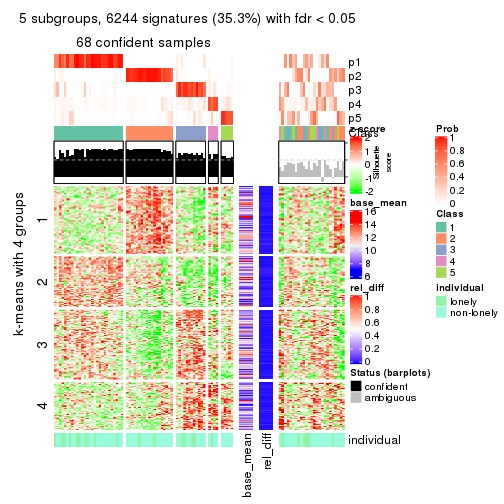 5 subgroups, 6244 signatures (35.3%) with fdr < 0.05
68 confident samples
p1
p2
p3
p4
p5
Class
z-score
2
1
0
-1
-2
Silhouette
score
k-means with 4 groups
1
2
3
4
base_mean
16
14
12
10
8
6
rel_diff
1
0.8
0.6
0.4
0.2
0
Status (barplots)
confident
ambiguous
Prob
1
0.8
0.6
0.4
0.2
0
Class
1
2
3
4
5
individual
lonely
non-lonely
individual
base_mean
rel_diff